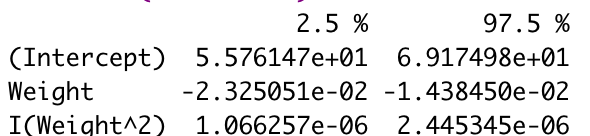 2.5 % 97.5 %
(Intercept) 5.576147e+01 6.917498e+01
Weight -2.325051e-02 -1.438450e-02
I(Weight^2) 1.066257e-06 2.445345e-06